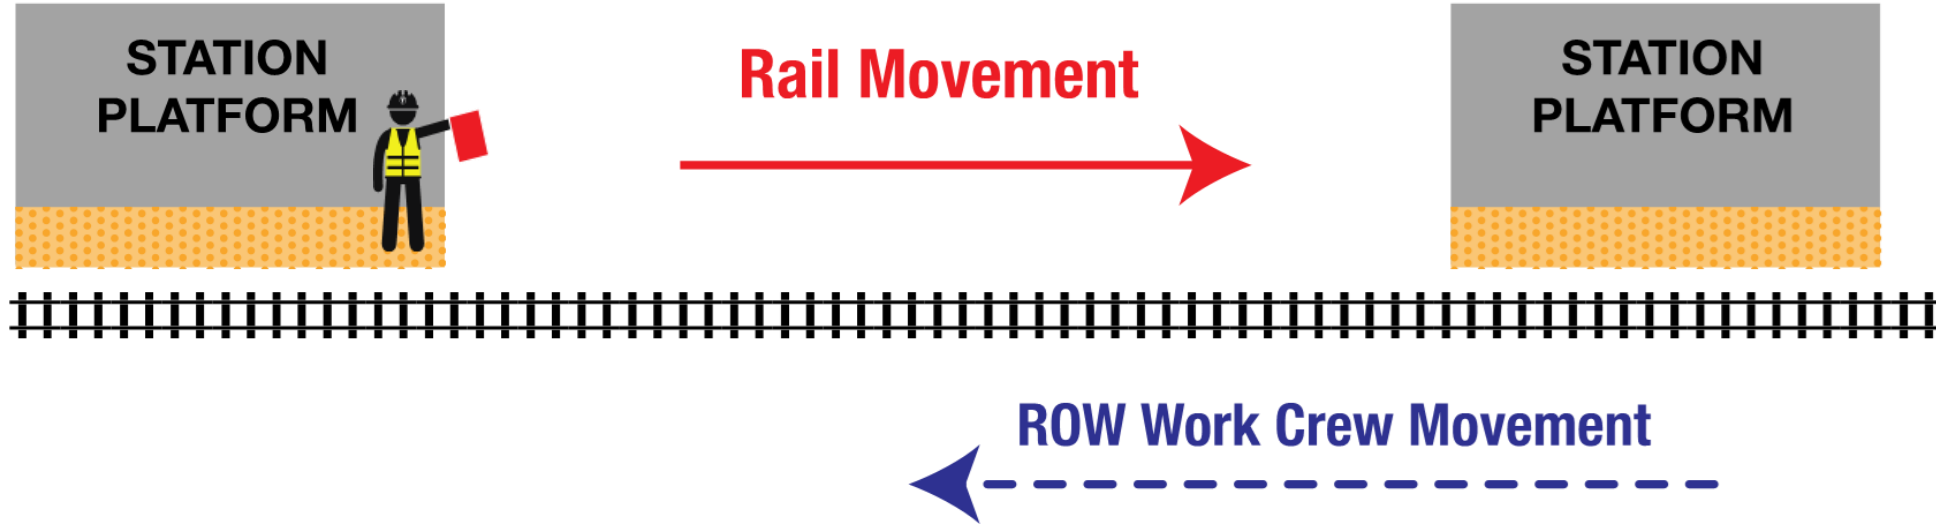 STATION
PLATFORM
Rail Movement
STATION
PLATFORM
ROW Work Crew Movement